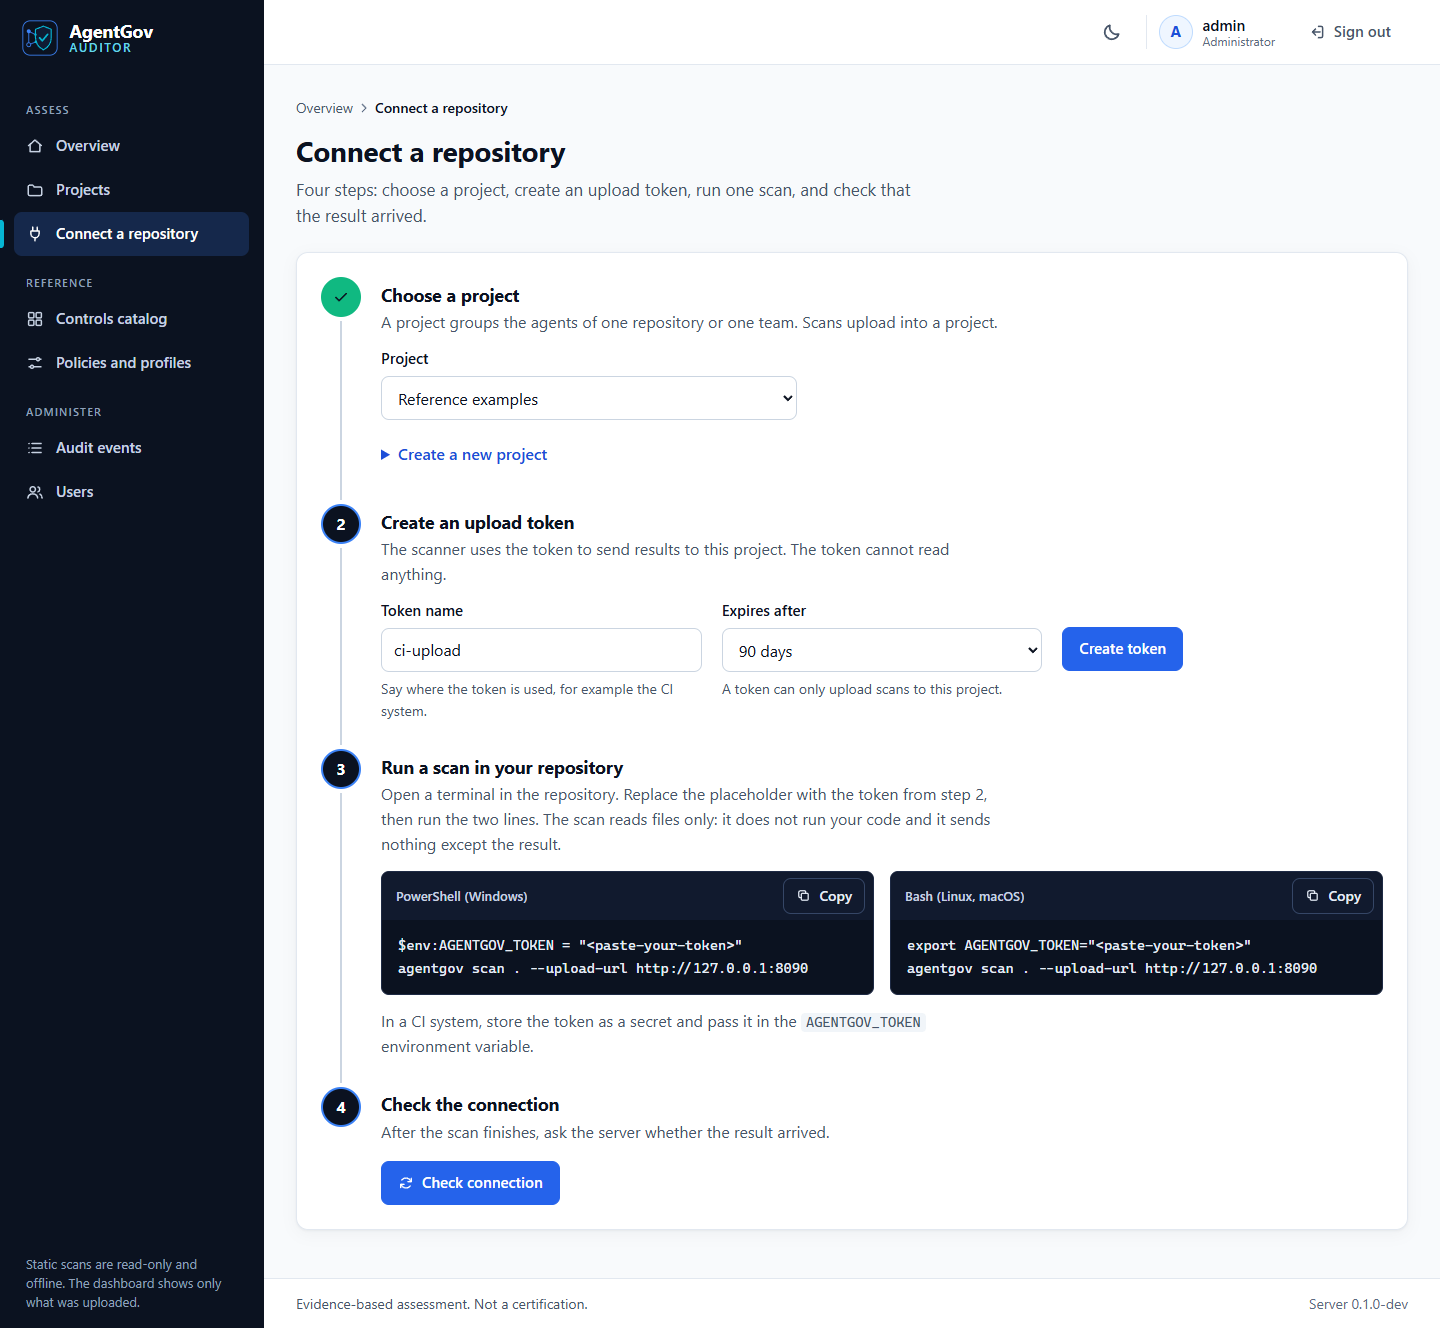 AgentGov
AUDITOR
ASSESS
Overview
Projects
Connect a repository
REFERENCE
Controls catalog
Policies and profiles
ADMINISTER
Audit events
Users
Static scans are read-only and
offline. The dashboard shows only
what was uploaded.
A
admin
Administrator
Sign out
Overview > Connect a repository
Connect a repository
Four steps: choose a project, create an upload token, run one scan, and check that
the result arrived.
Choose a project
A project groups the agents of one repository or one team. Scans upload into a project.
Project
Reference examples
Create a new project
2
Create an upload token
The scanner uses the token to send results to this project. The token cannot read
anything.
Token name
ci-upload
Say where the token is used, for example the CI
system.
Expires after
90 days
A token can only upload scans to this project.
Create token
3
Run a scan in your repository
Open a terminal in the repository. Replace the placeholder with the token from step 2,
then run the two lines. The scan reads files only: it does not run your code and it sends
nothing except the result.
PowerShell (Windows)
Copy
$env:AGENTGOV_TOKEN = "<paste-your-token>"
agentgov scan . --upload-url http://127.0.0.1:8090
Bash (Linux, macOS)
Copy
export AGENTGOV_TOKEN="<paste-your-token>"
agentgov scan . --upload-url http://127.0.0.1:8090
In a CI system, store the token as a secret and pass it in the AGENTGOV_TOKEN
environment variable.
4
Check the connection
After the scan finishes, ask the server whether the result arrived.
Check connection
Evidence-based assessment. Not a certification.
Server 0.1.0-dev